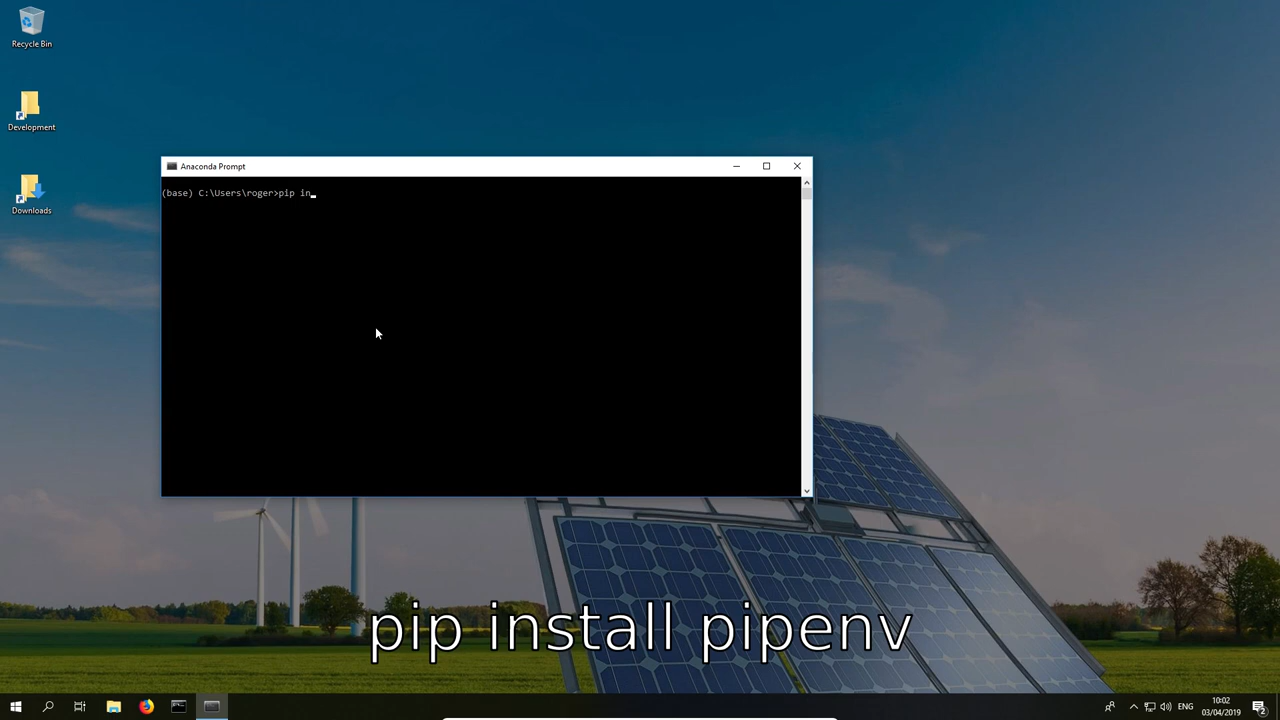 Recycle Bin
Development
Downloads
Anaconda Prompt
(base) C:\Users\roger>pip in
pip install pipenv
ENG
10:02
03/04/2019
2